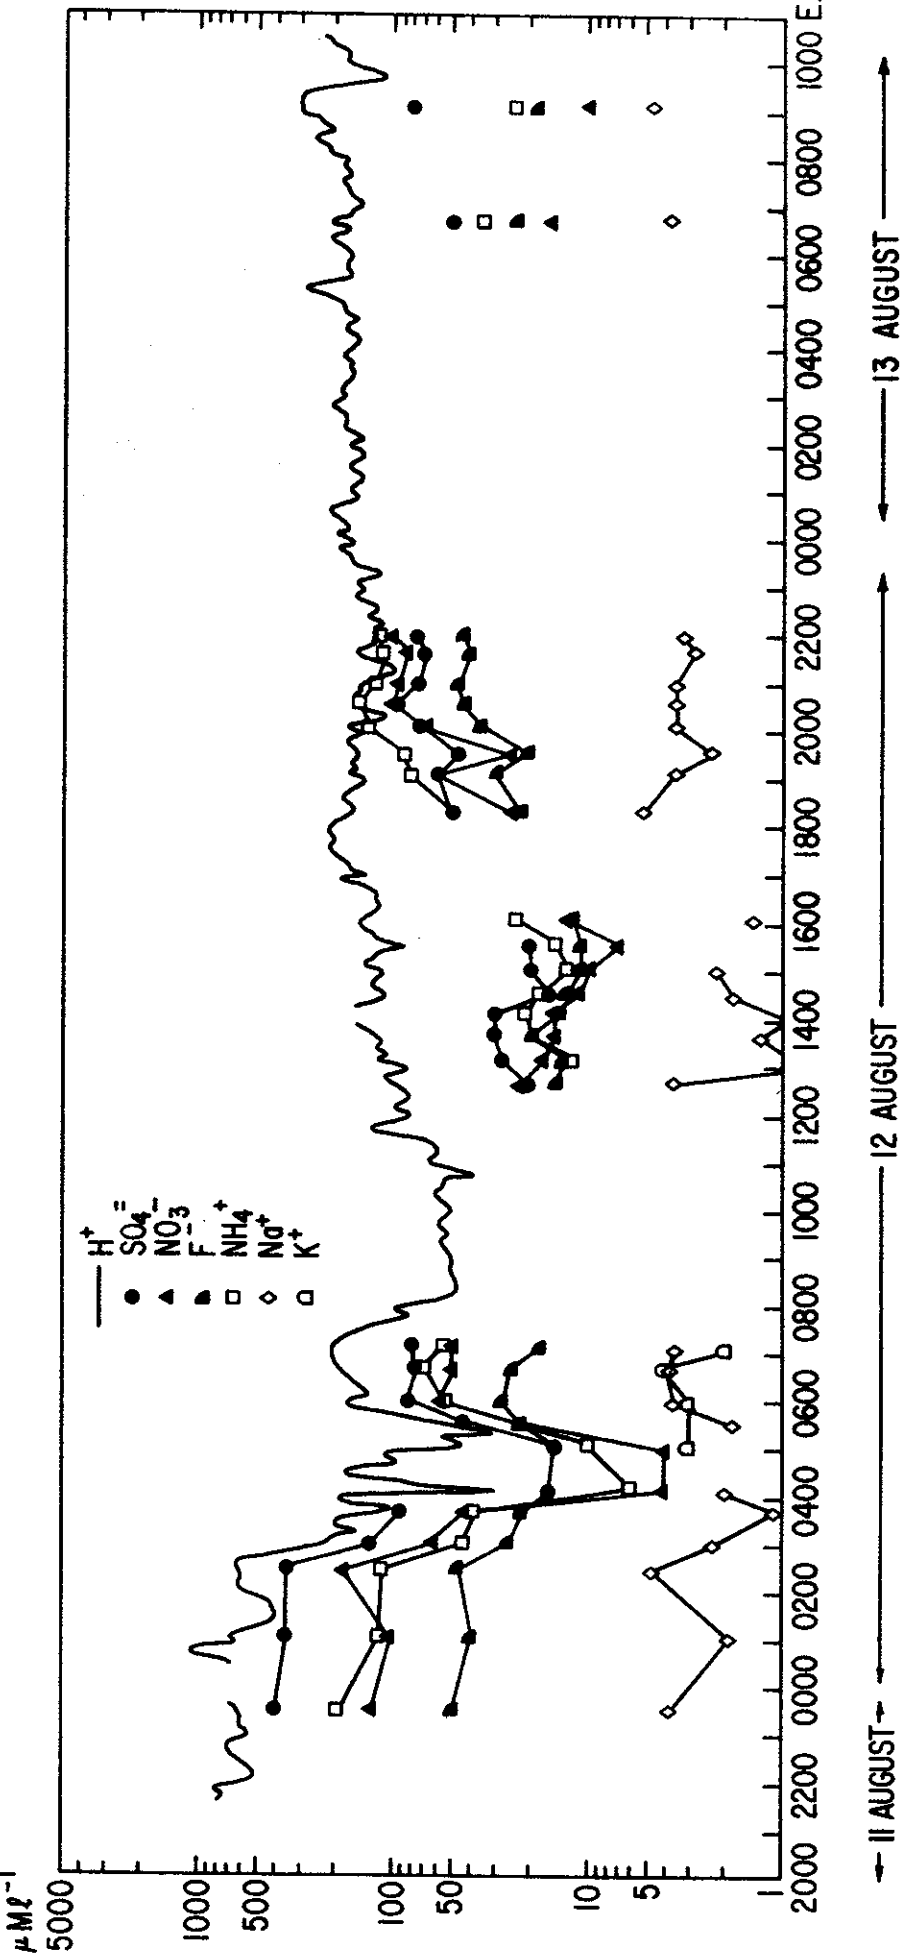 μMℓ⁻¹
5000
1000
500
100
50
10
5
1
H⁺
SO₄⁼
NO₃⁻
F⁻
NH₄⁺
Na⁺
K⁺
2000 2200 0000 0200 0400 0600 0800 1000 1200 1400 1600 1800 2000 2200 0000 0200 0400 0600 0800 1000 E.
11 AUGUST 12 AUGUST 13 AUGUST